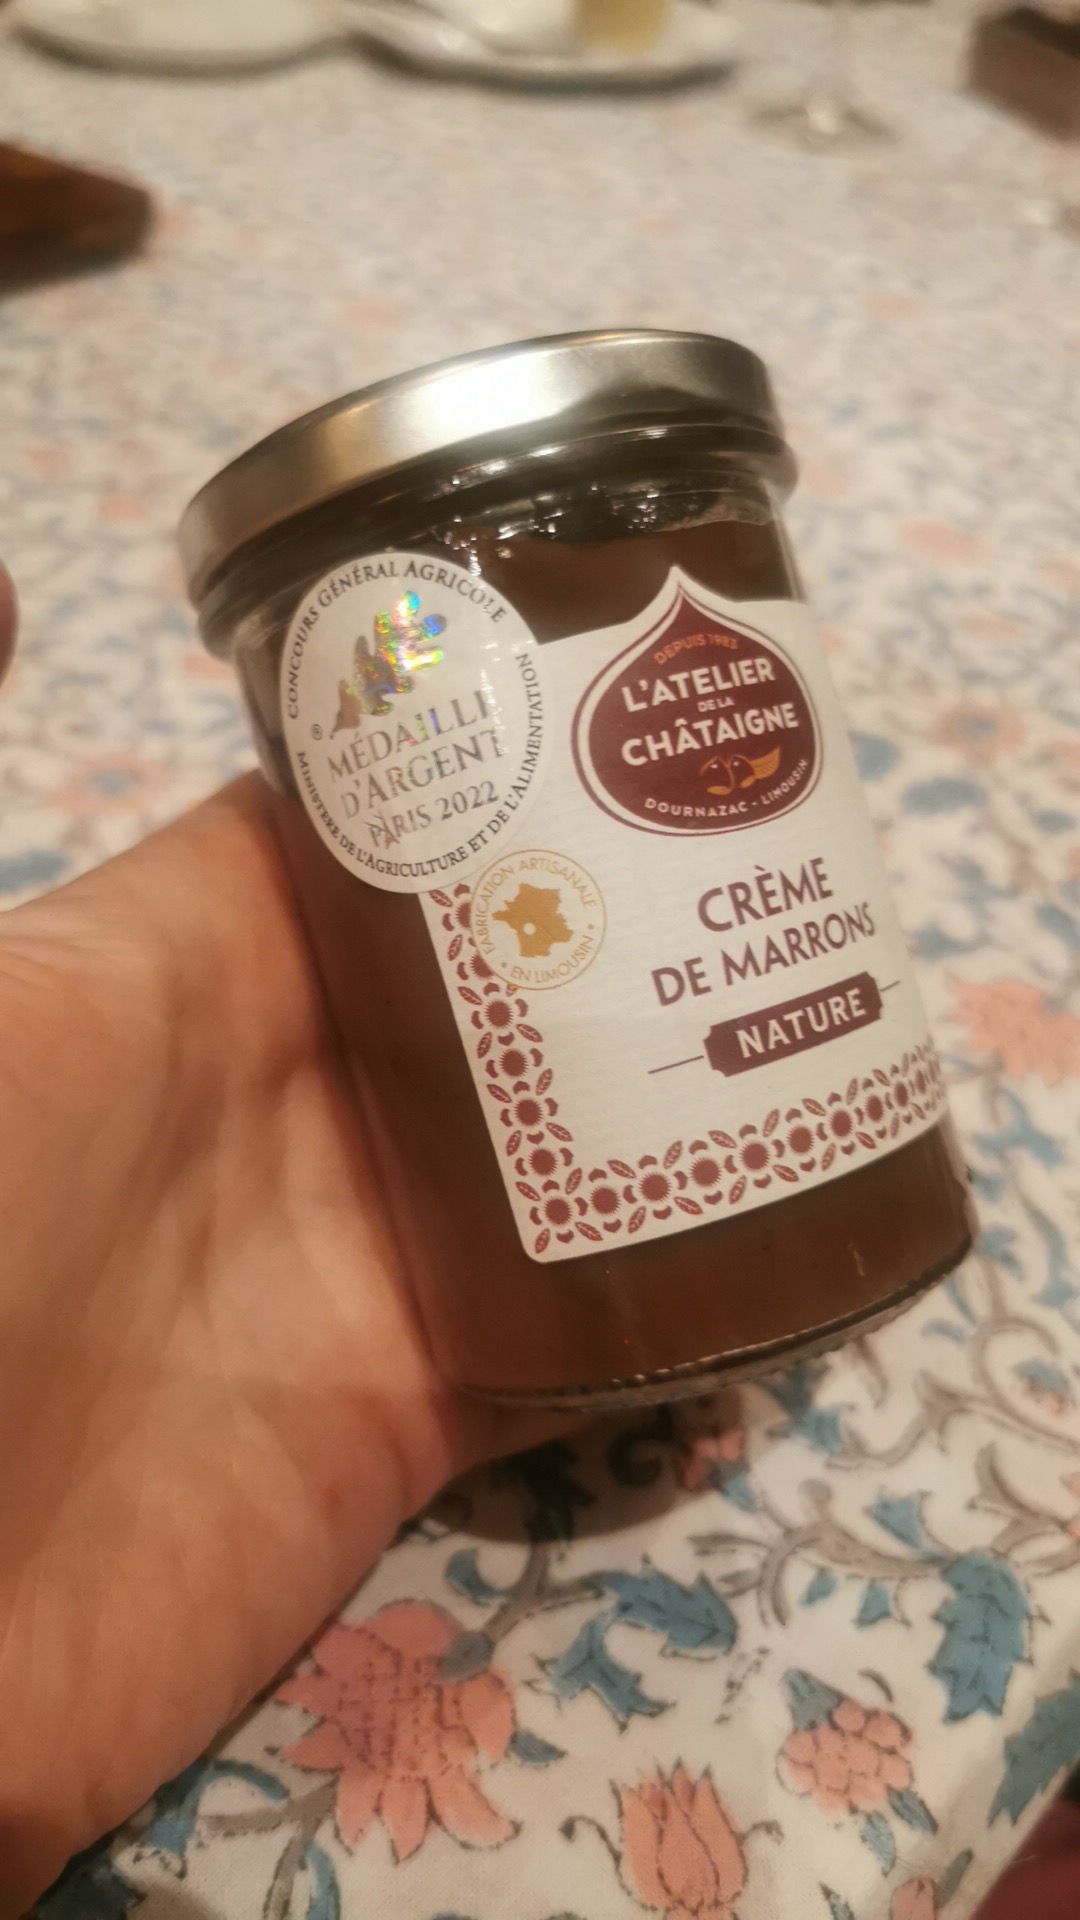 CONCOURS GÉNÉRAL AGRICOLE
®
MÉDAILLE
D'ARGENT
PARIS 2022
MINISTERE DE L'AGRICULTURE ET DE L'ALIMENTATION
DEPUIS 1983
L'ATELIER
DE LA
CHÂTAIGNE
DOURNAZAC - LIMOUSIN
FABRICATION ARTISANALE
• EN LIMOUSIN •
CRÈME
DE MARRONS
NATURE